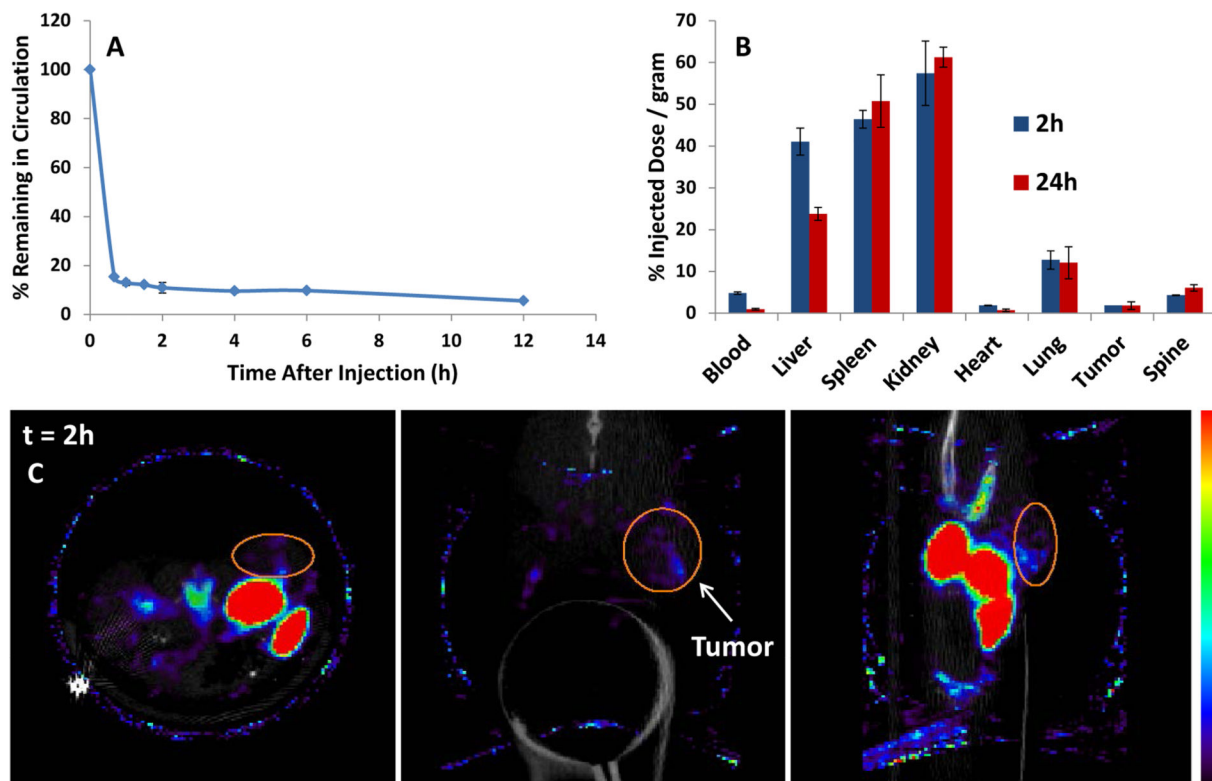 A
% Remaining in Circulation
120
100
80
60
40
20
0
0 2 4 6 8 10 12 14
Time After Injection (h)
B
% Injected Dose / gram
70
60
50
40
30
20
10
0
2h
24h
Blood Liver Spleen Kidney Heart Lung Tumor Spine
t = 2h
C
Tumor